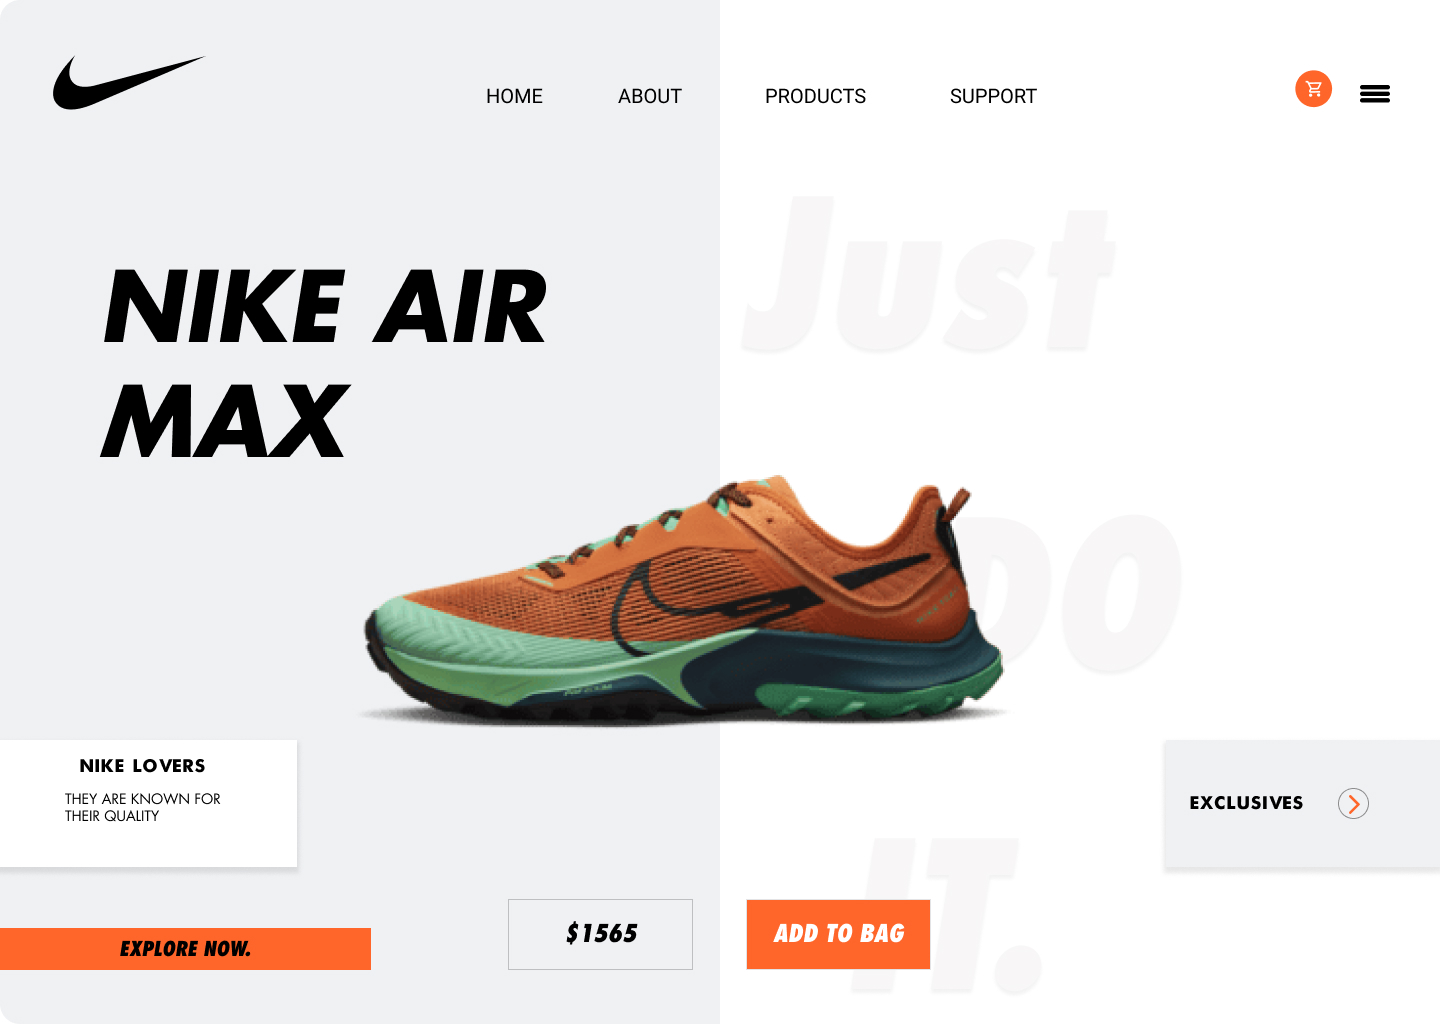 HOME ABOUT PRODUCTS SUPPORT
Just
NIKE AIR
MAX
DO
NIKE LOVERS
THEY ARE KNOWN FOR
THEIR QUALITY
EXCLUSIVES
IT.
EXPLORE NOW.
$1565
ADD TO BAG